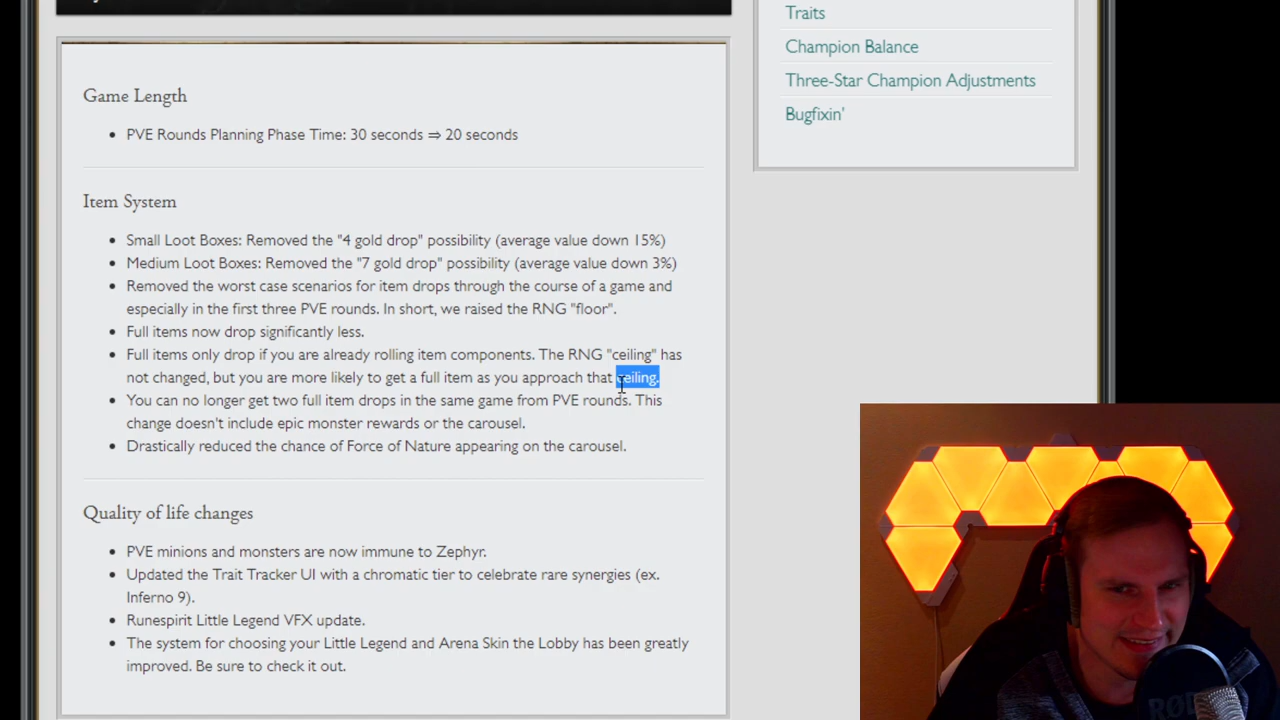 Traits
Champion Balance
Three-Star Champion Adjustments
Bugfixin'
Game Length
PVE Rounds Planning Phase Time: 30 seconds ⇒ 20 seconds
Item System
Small Loot Boxes: Removed the "4 gold drop" possibility (average value down 15%)
Medium Loot Boxes: Removed the "7 gold drop" possibility (average value down 3%)
Removed the worst case scenarios for item drops through the course of a game and
especially in the first three PVE rounds. In short, we raised the RNG "floor".
Full items now drop significantly less.
Full items only drop if you are already rolling item components. The RNG "ceiling" has
not changed, but you are more likely to get a full item as you approach that ceiling.
You can no longer get two full item drops in the same game from PVE rounds. This
change doesn't include epic monster rewards or the carousel.
Drastically reduced the chance of Force of Nature appearing on the carousel.
Quality of life changes
PVE minions and monsters are now immune to Zephyr.
Updated the Trait Tracker UI with a chromatic tier to celebrate rare synergies (ex.
Inferno 9).
Runespirit Little Legend VFX update.
The system for choosing your Little Legend and Arena Skin the Lobby has been greatly
improved. Be sure to check it out.
RØDE